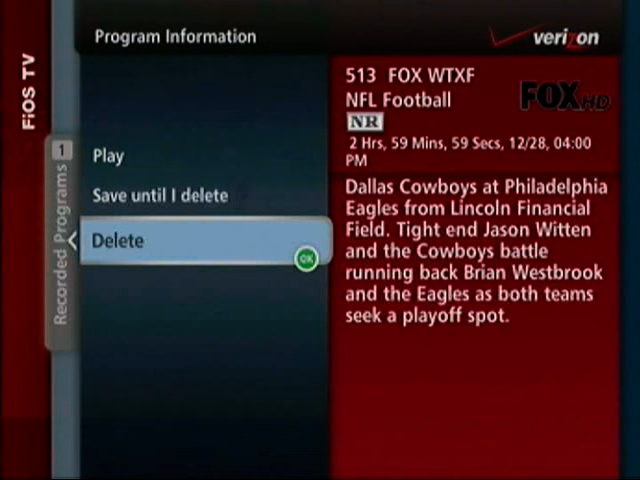 Program Information
verizon
FiOS TV
1
Recorded Programs
Play
Save until I delete
Delete
OK
513 FOX WTXF
FOX HD
NFL Football
NR
2 Hrs, 59 Mins, 59 Secs, 12/28, 04:00
PM
Dallas Cowboys at Philadelphia
Eagles from Lincoln Financial
Field. Tight end Jason Witten
and the Cowboys battle
running back Brian Westbrook
and the Eagles as both teams
seek a playoff spot.